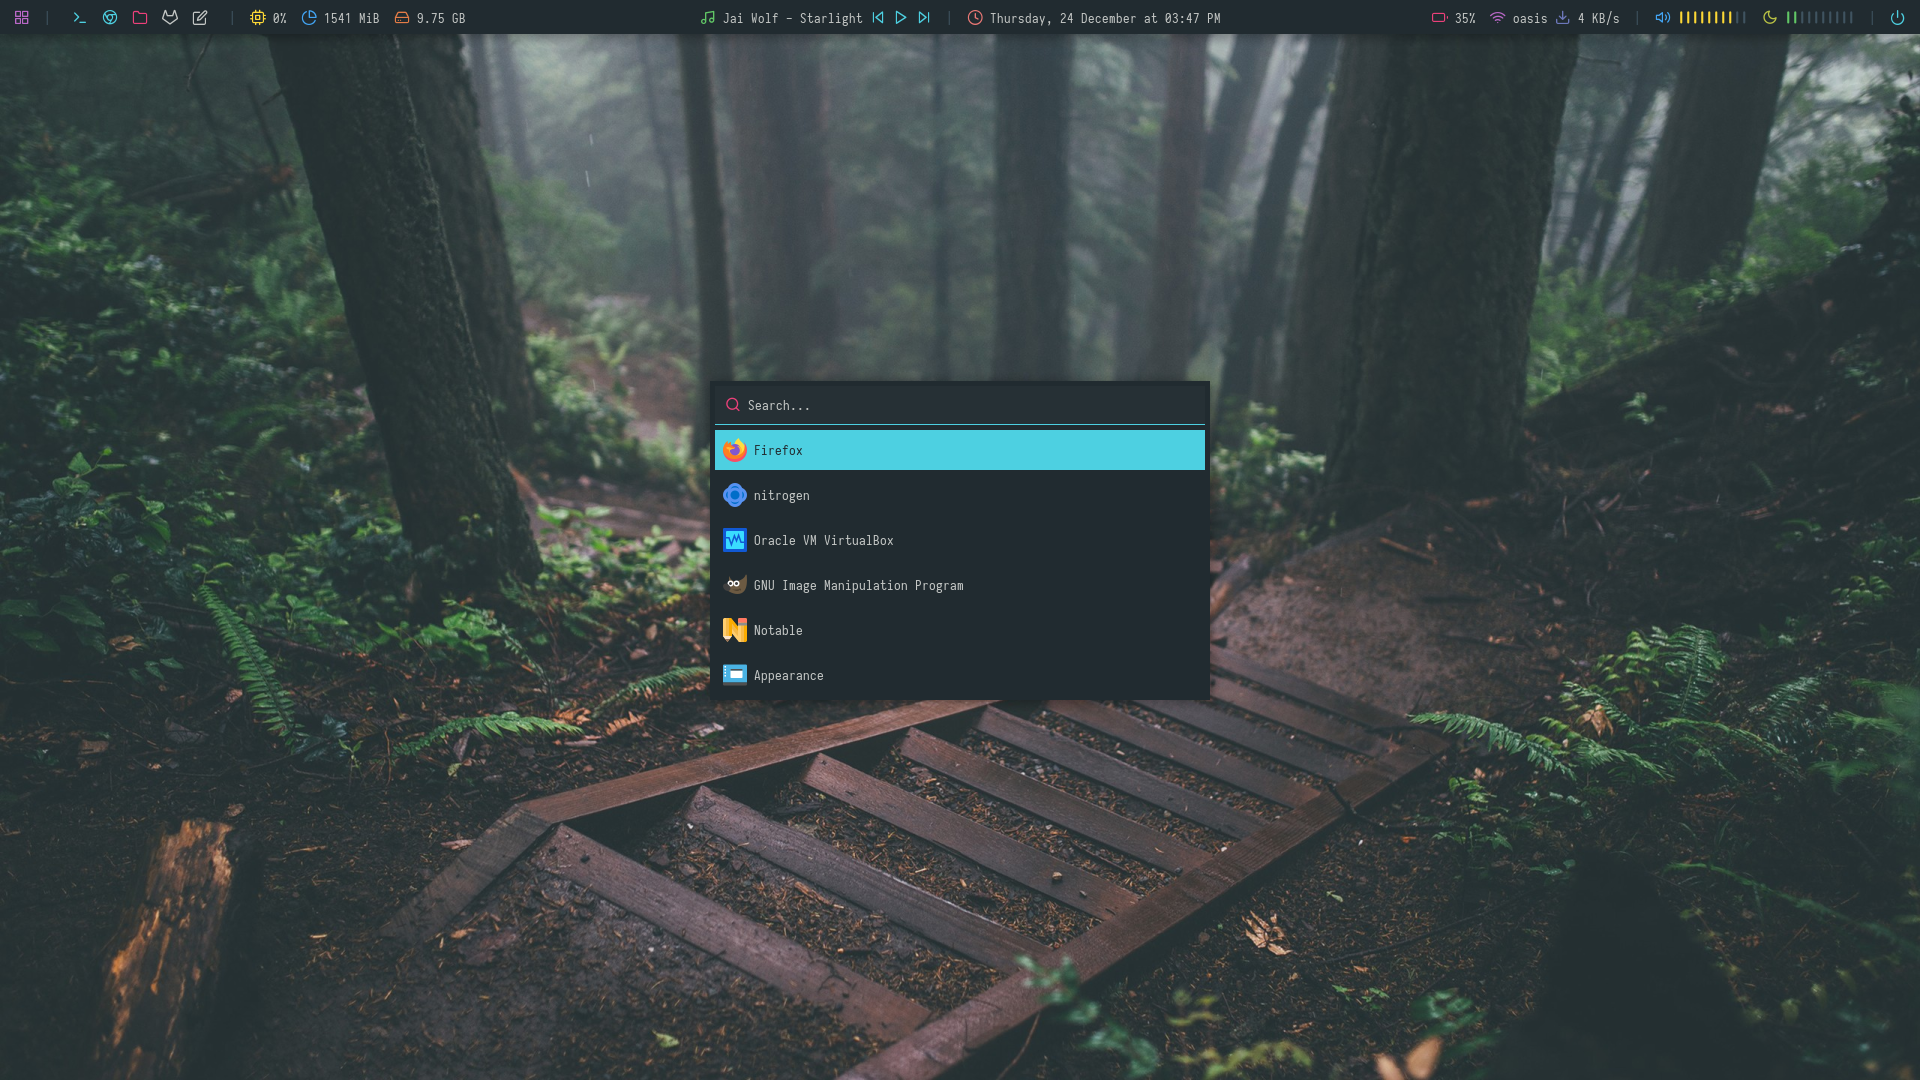 0% 1541 MiB 9.75 GB Jai Wolf - Starlight Thursday, 24 December at 03:47 PM 35% oasis 4 KB/s
Search...
Firefox
nitrogen
Oracle VM VirtualBox
GNU Image Manipulation Program
Notable
Appearance